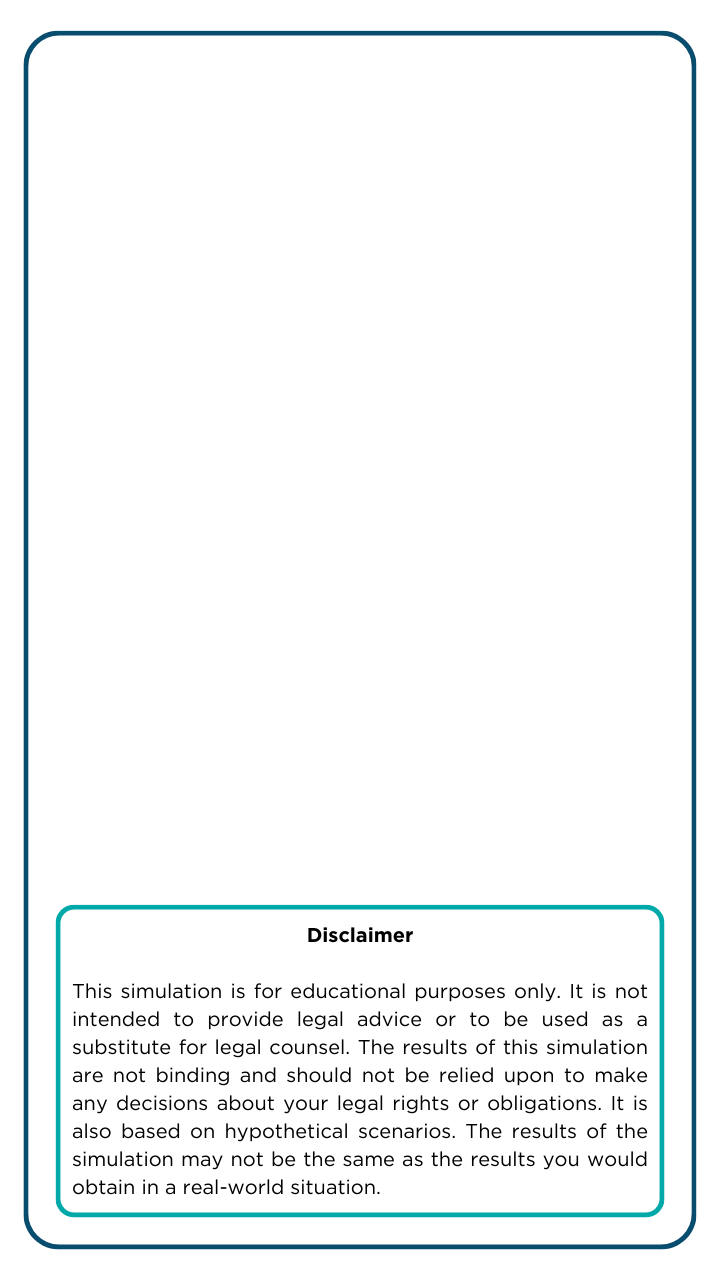 Disclaimer
This simulation is for educational purposes only. It is not
intended to provide legal advice or to be used as a
substitute for legal counsel. The results of this simulation
are not binding and should not be relied upon to make
any decisions about your legal rights or obligations. It is
also based on hypothetical scenarios. The results of the
simulation may not be the same as the results you would
obtain in a real-world situation.